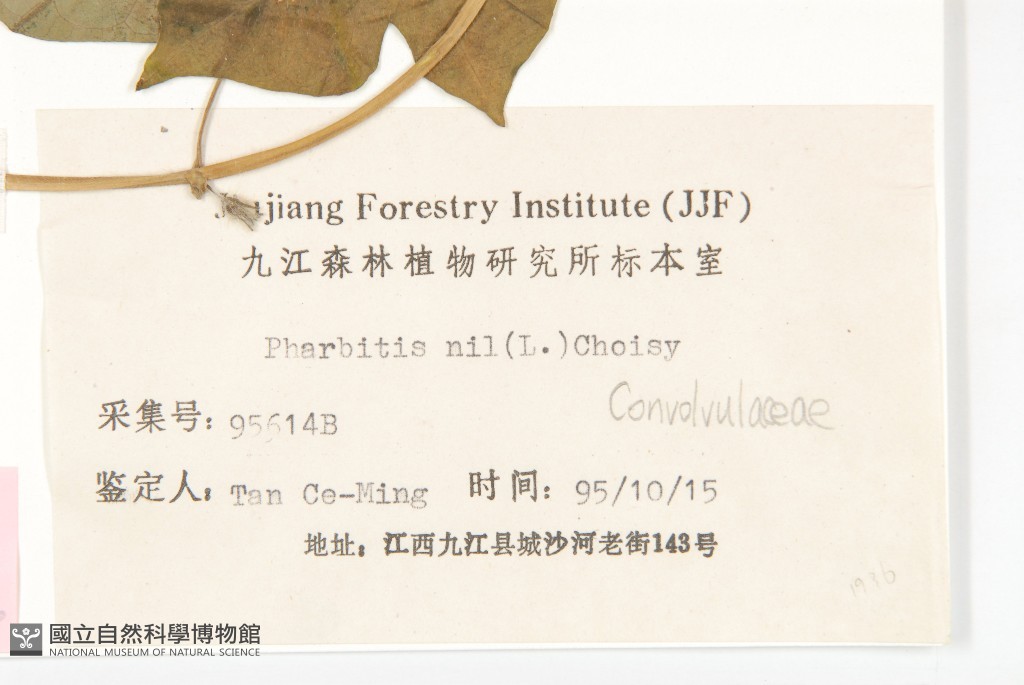 Jiujiang Forestry Institute (JJF)
九江森林植物研究所标本室
Pharbitis nil(L.)Choisy
Convolvulaceae
采集号: 95614B
鉴定人: Tan Ce-Ming 时间: 95/10/15
地址: 江西九江县城沙河老街143号
1936
國立自然科學博物館
NATIONAL MUSEUM OF NATURAL SCIENCE